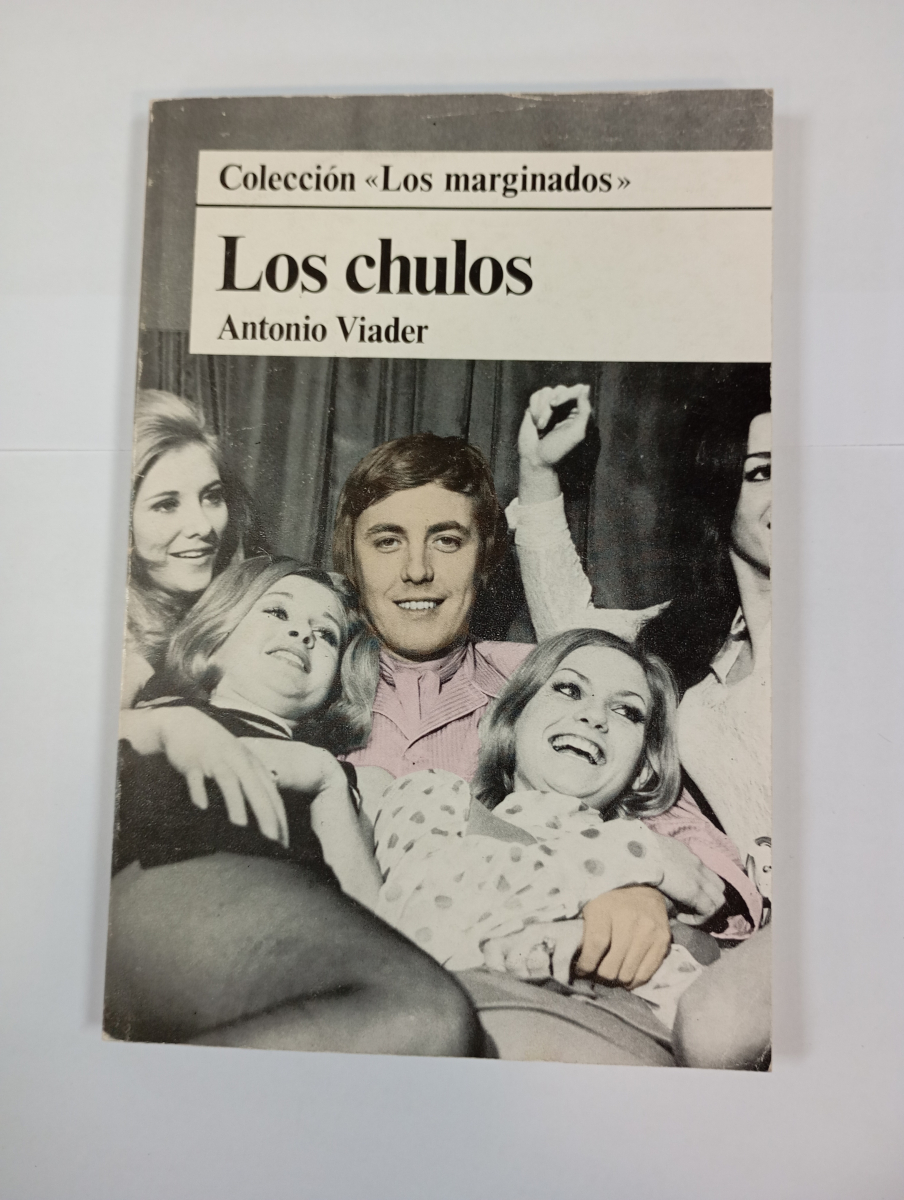 Colección «Los marginados»
Los chulos
Antonio Viader